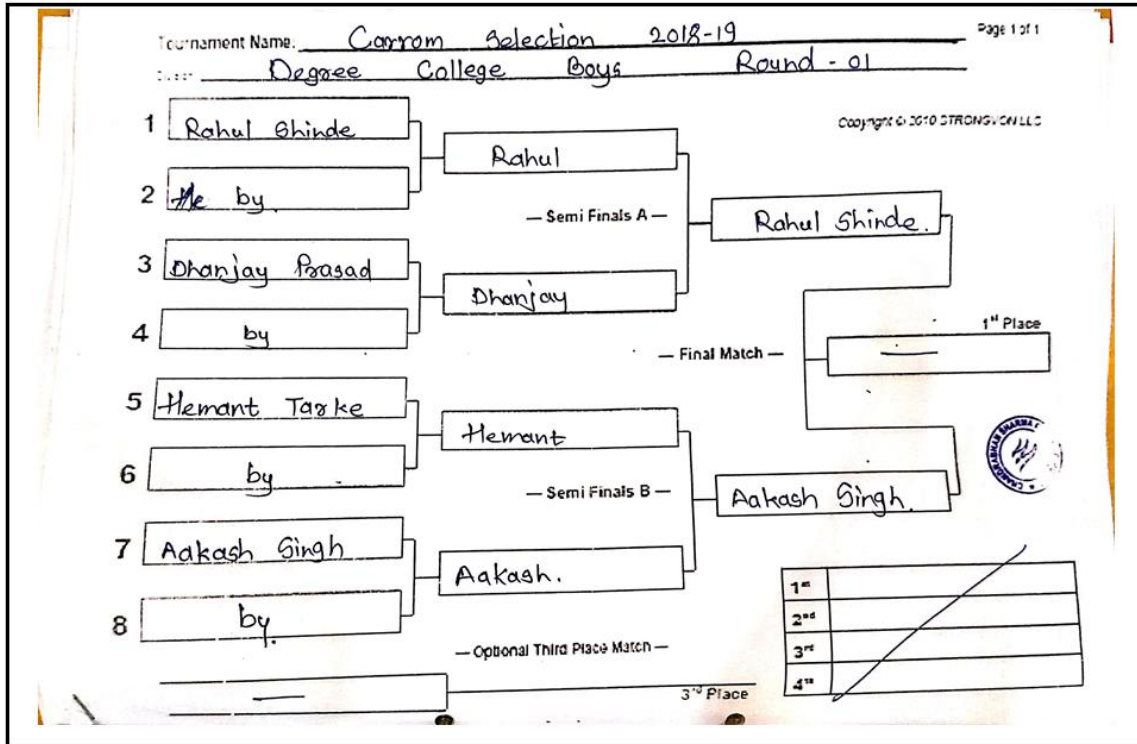 Page 1 of 1
Tournament Name: Carrom Selection 2018-19
Degree College Boys Round - 01
Copyright © 2010 STRONGVON LLC
1 Rahul Shinde
Rahul
2 by.
— Semi Finals A —
Rahul Shinde.
3 Dhanjay Prasad
Dhanjay
4 by
1st Place
— Final Match —
—
5 Hemant Tarke
Hemant
6 by
— Semi Finals B —
Aakash Singh.
7 Aakash Singh
Aakash.
8 by.
1st
2nd
3rd
4th
— Optional Third Place Match —
—
3rd Place